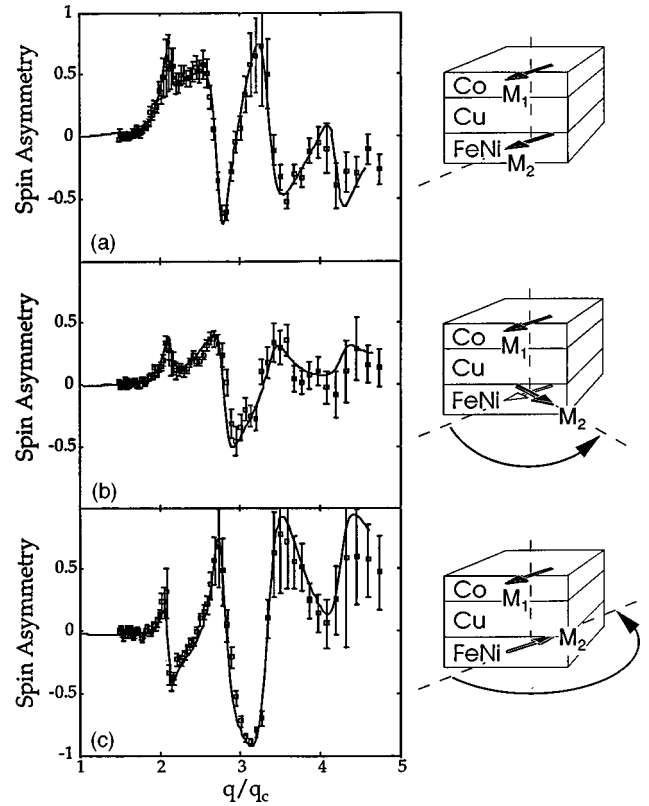 Spin Asymmetry
1
0.5
0
-0.5
(a)
Co
M1
Cu
FeNi
M2
Spin Asymmetry
0.5
0
-0.5
(b)
Co
M1
Cu
FeNi
M2
Spin Asymmetry
0.5
0
-0.5
-1
(c)
Co
M1
Cu
M2
FeNi
1 2 3 4 5
q/qc